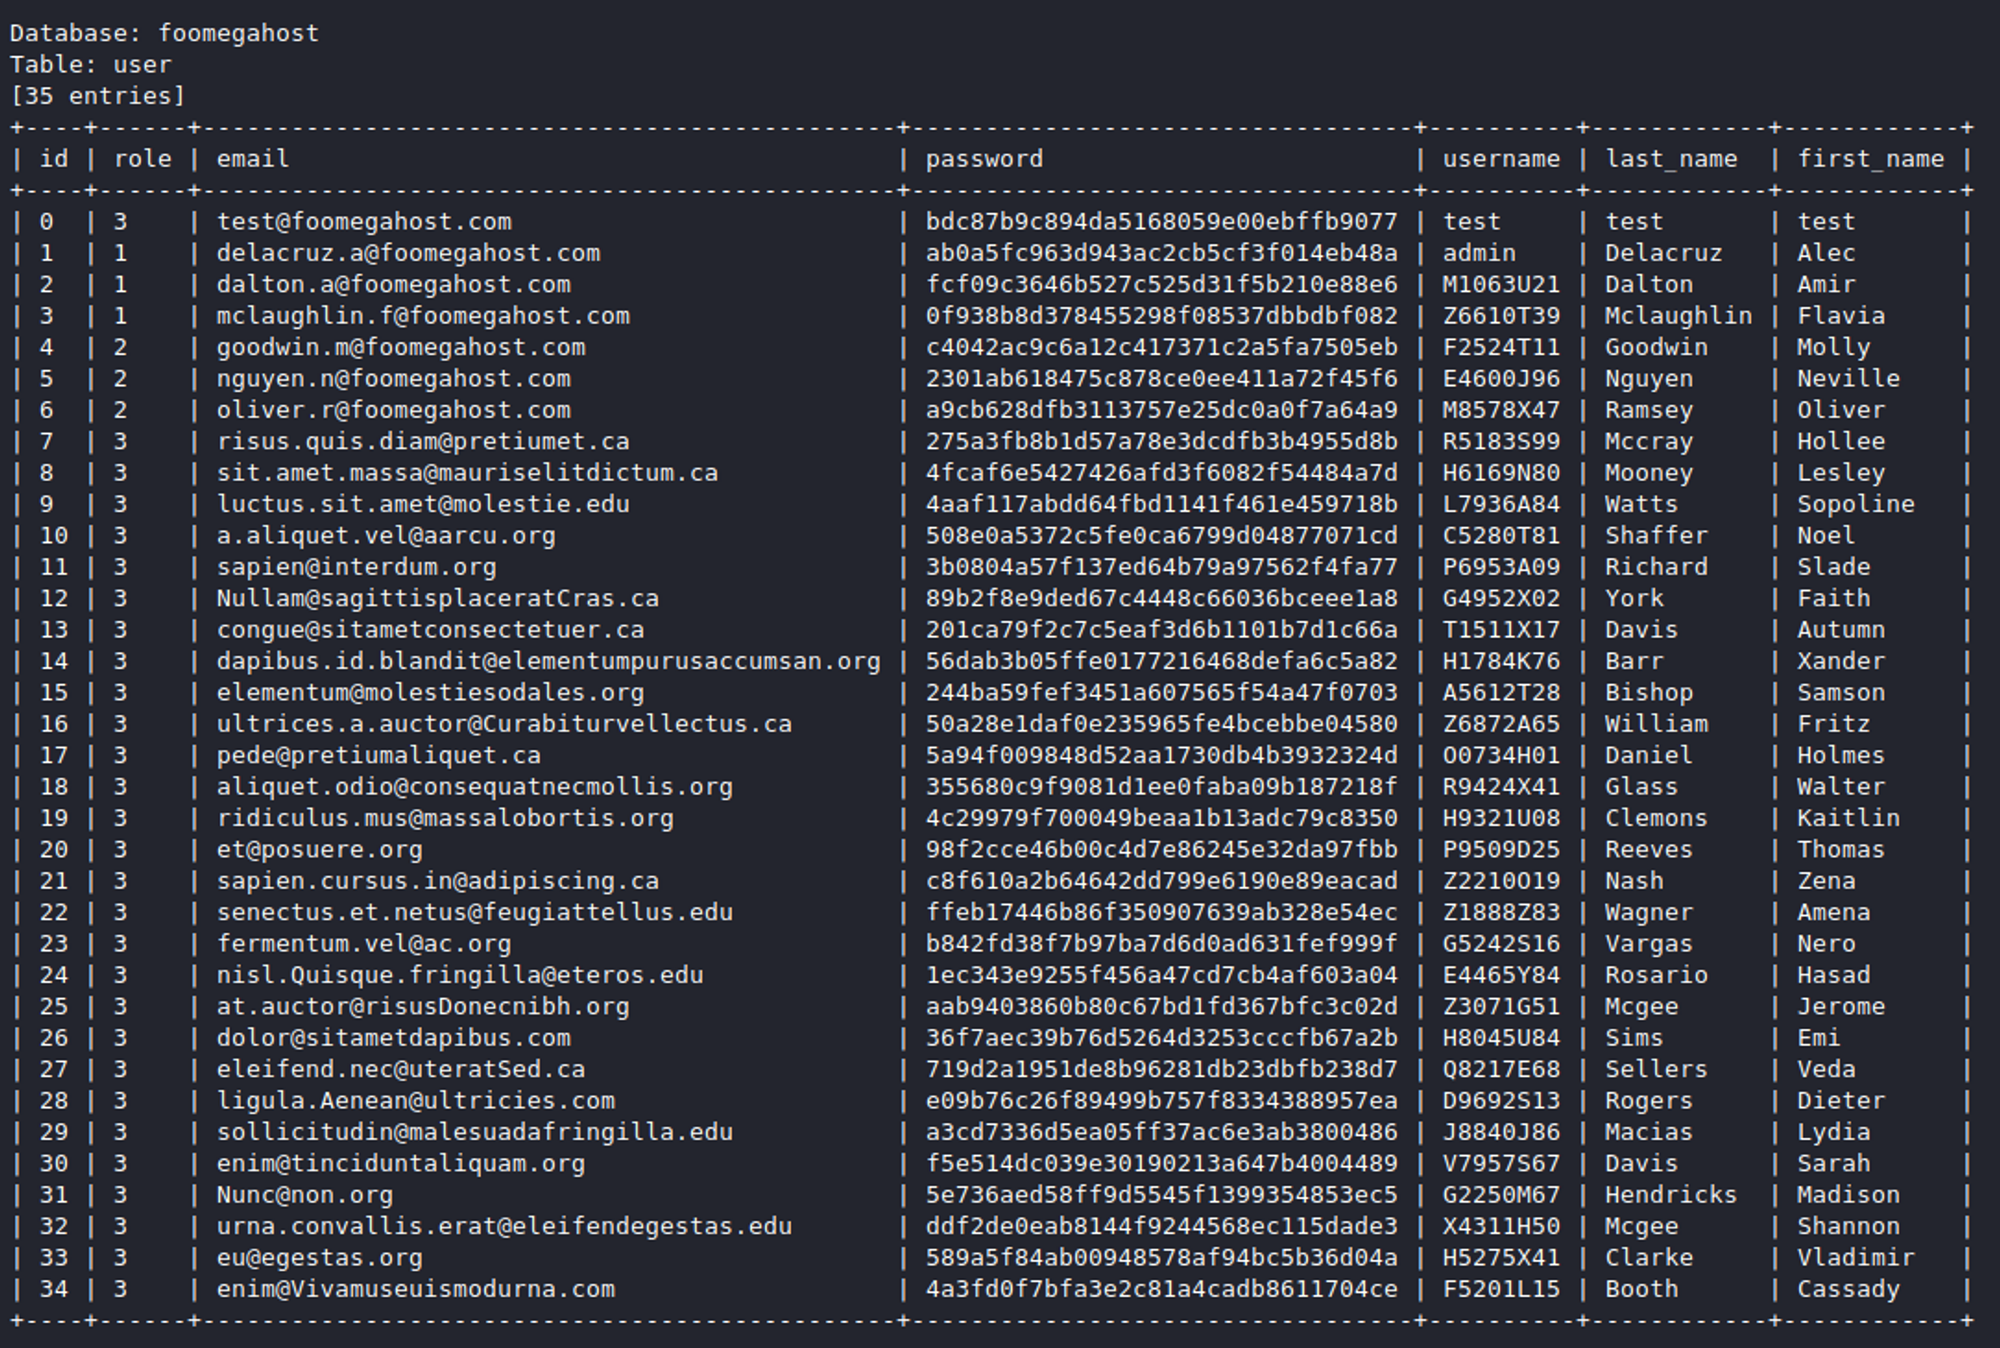 Database: foomegahost
Table: user
[35 entries]
+----+------+-----------------------------------------------+----------------------------------+----------+------------+------------+
| id | role | email                                         | password                         | username | last_name  | first_name |
+----+------+-----------------------------------------------+----------------------------------+----------+------------+------------+
| 0  | 3    | test@foomegahost.com                          | bdc87b9c894da5168059e00ebffb9077 | test     | test       | test       |
| 1  | 1    | delacruz.a@foomegahost.com                    | ab0a5fc963d943ac2cb5cf3f014eb48a | admin    | Delacruz   | Alec       |
| 2  | 1    | dalton.a@foomegahost.com                      | fcf09c3646b527c525d31f5b210e88e6 | M1063U21 | Dalton     | Amir       |
| 3  | 1    | mclaughlin.f@foomegahost.com                  | 0f938b8d378455298f08537dbbdbf082 | Z6610T39 | Mclaughlin | Flavia     |
| 4  | 2    | goodwin.m@foomegahost.com                     | c4042ac9c6a12c417371c2a5fa7505eb | F2524T11 | Goodwin    | Molly      |
| 5  | 2    | nguyen.n@foomegahost.com                      | 2301ab618475c878ce0ee411a72f45f6 | E4600J96 | Nguyen     | Neville    |
| 6  | 2    | oliver.r@foomegahost.com                      | a9cb628dfb3113757e25dc0a0f7a64a9 | M8578X47 | Ramsey     | Oliver     |
| 7  | 3    | risus.quis.diam@pretiumet.ca                  | 275a3fb8b1d57a78e3dcdfb3b4955d8b | R5183S99 | Mccray     | Hollee     |
| 8  | 3    | sit.amet.massa@mauriselitdictum.ca            | 4fcaf6e5427426afd3f6082f54484a7d | H6169N80 | Mooney     | Lesley     |
| 9  | 3    | luctus.sit.amet@molestie.edu                  | 4aaf117abdd64fbd1141f461e459718b | L7936A84 | Watts      | Sopoline   |
| 10 | 3    | a.aliquet.vel@aarcu.org                       | 508e0a5372c5fe0ca6799d04877071cd | C5280T81 | Shaffer    | Noel       |
| 11 | 3    | sapien@interdum.org                           | 3b0804a57f137ed64b79a97562f4fa77 | P6953A09 | Richard    | Slade      |
| 12 | 3    | Nullam@sagittisplaceratCras.ca                | 89b2f8e9ded67c4448c66036bceee1a8 | G4952X02 | York       | Faith      |
| 13 | 3    | congue@sitametconsectetuer.ca                 | 201ca79f2c7c5eaf3d6b1101b7d1c66a | T1511X17 | Davis      | Autumn     |
| 14 | 3    | dapibus.id.blandit@elementumpurusaccumsan.org | 56dab3b05ffe0177216468defa6c5a82 | H1784K76 | Barr       | Xander     |
| 15 | 3    | elementum@molestiesodales.org                 | 244ba59fef3451a607565f54a47f0703 | A5612T28 | Bishop     | Samson     |
| 16 | 3    | ultrices.a.auctor@Curabiturvellectus.ca       | 50a28e1daf0e235965fe4bcebbe04580 | Z6872A65 | William    | Fritz      |
| 17 | 3    | pede@pretiumaliquet.ca                        | 5a94f009848d52aa1730db4b3932324d | O0734H01 | Daniel     | Holmes     |
| 18 | 3    | aliquet.odio@consequatnecmollis.org           | 355680c9f9081d1ee0faba09b187218f | R9424X41 | Glass      | Walter     |
| 19 | 3    | ridiculus.mus@massalobortis.org               | 4c29979f700049beaa1b13adc79c8350 | H9321U08 | Clemons    | Kaitlin    |
| 20 | 3    | et@posuere.org                                | 98f2cce46b00c4d7e86245e32da97fbb | P9509D25 | Reeves     | Thomas     |
| 21 | 3    | sapien.cursus.in@adipiscing.ca                | c8f610a2b64642dd799e6190e89eacad | Z2210O19 | Nash       | Zena       |
| 22 | 3    | senectus.et.netus@feugiattellus.edu           | ffeb17446b86f350907639ab328e54ec | Z1888Z83 | Wagner     | Amena      |
| 23 | 3    | fermentum.vel@ac.org                          | b842fd38f7b97ba7d6d0ad631fef999f | G5242S16 | Vargas     | Nero       |
| 24 | 3    | nisl.Quisque.fringilla@eteros.edu             | 1ec343e9255f456a47cd7cb4af603a04 | E4465Y84 | Rosario    | Hasad      |
| 25 | 3    | at.auctor@risusDonecnibh.org                  | aab9403860b80c67bd1fd367bfc3c02d | Z3071G51 | Mcgee      | Jerome     |
| 26 | 3    | dolor@sitametdapibus.com                      | 36f7aec39b76d5264d3253cccfb67a2b | H8045U84 | Sims       | Emi        |
| 27 | 3    | eleifend.nec@uteratSed.ca                     | 719d2a1951de8b96281db23dbfb238d7 | Q8217E68 | Sellers    | Veda       |
| 28 | 3    | ligula.Aenean@ultricies.com                   | e09b76c26f89499b757f8334388957ea | D9692S13 | Rogers     | Dieter     |
| 29 | 3    | sollicitudin@malesuadafringilla.edu           | a3cd7336d5ea05ff37ac6e3ab3800486 | J8840J86 | Macias     | Lydia      |
| 30 | 3    | enim@tinciduntaliquam.org                     | f5e514dc039e30190213a647b4004489 | V7957S67 | Davis      | Sarah      |
| 31 | 3    | Nunc@non.org                                  | 5e736aed58ff9d5545f1399354853ec5 | G2250M67 | Hendricks  | Madison    |
| 32 | 3    | urna.convallis.erat@eleifendegestas.edu       | ddf2de0eab8144f9244568ec115dade3 | X4311H50 | Mcgee      | Shannon    |
| 33 | 3    | eu@egestas.org                                | 589a5f84ab00948578af94bc5b36d04a | H5275X41 | Clarke     | Vladimir   |
| 34 | 3    | enim@Vivamuseuismodurna.com                   | 4a3fd0f7bfa3e2c81a4cadb8611704ce | F5201L15 | Booth      | Cassady    |
+----+------+-----------------------------------------------+----------------------------------+----------+------------+------------+